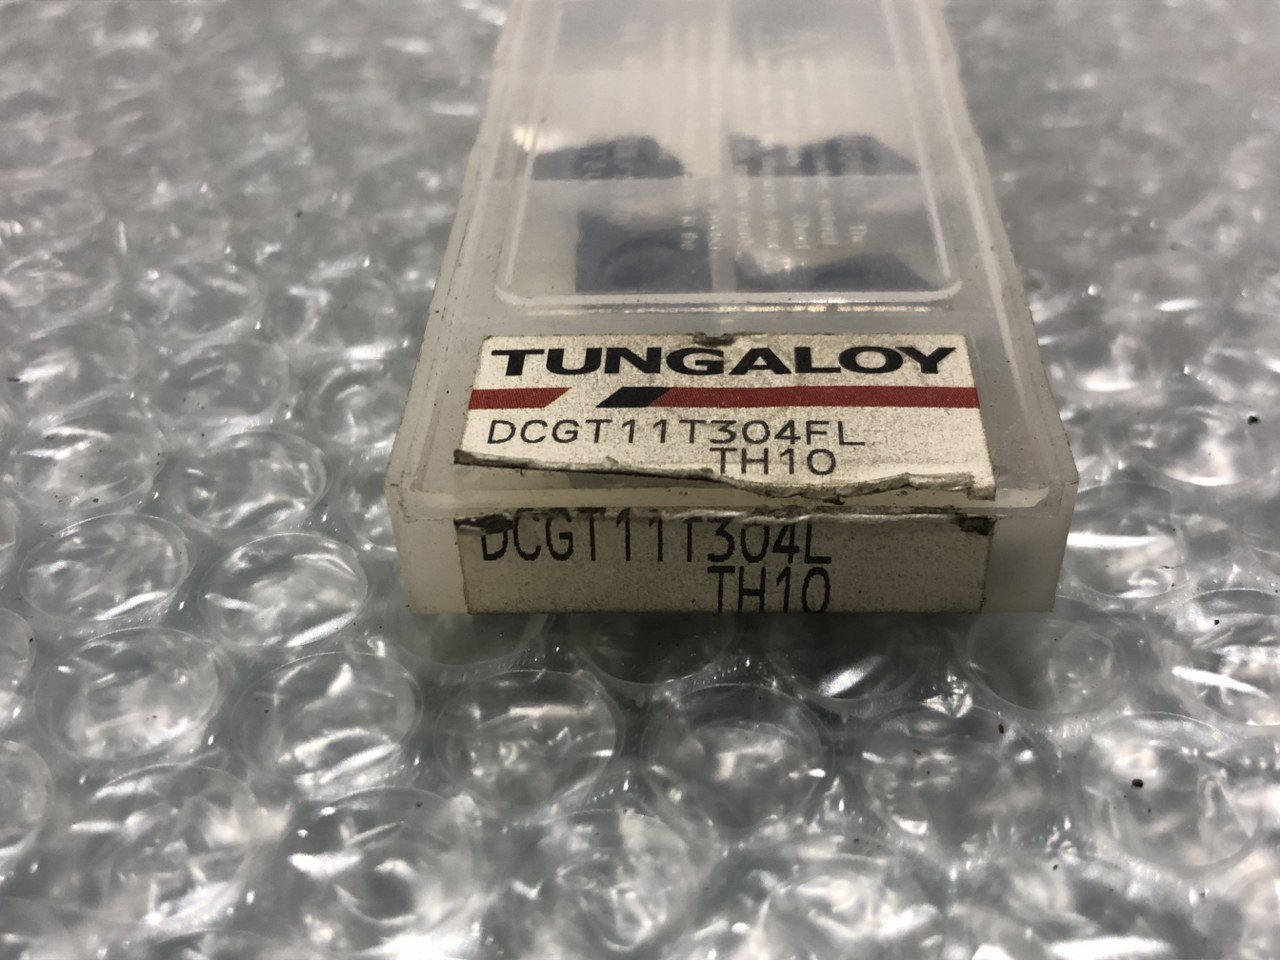 TUNGALOY
DCGT11T304FL
TH10
DCGT11T304L
TH10